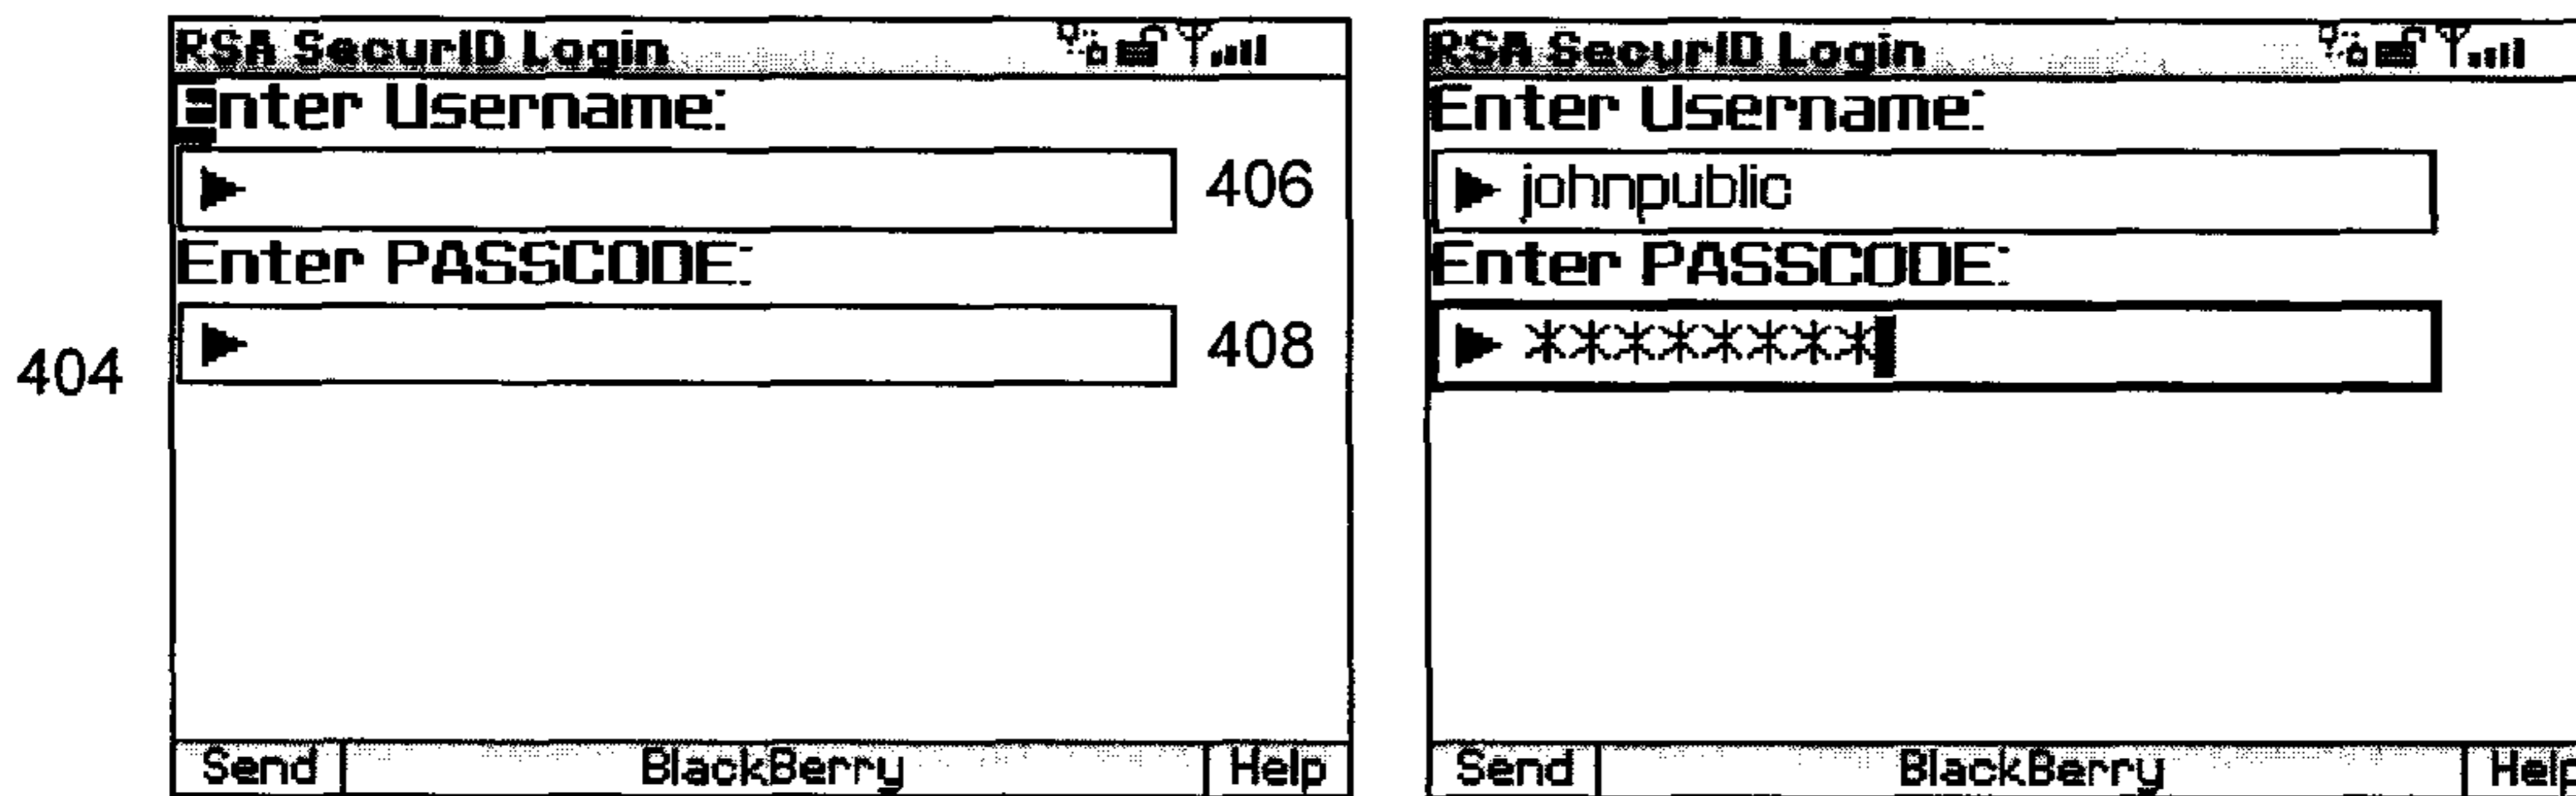 RSA SecurID Login
Enter Username:
406
Enter PASSCODE:
408
404
Send BlackBerry Help
RSA SecurID Login
Enter Username:
johnpublic
Enter PASSCODE:
********
Send BlackBerry Help